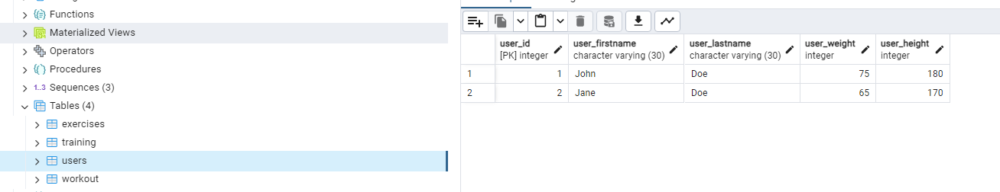 Functions
Materialized Views
Operators
Procedures
1..3 Sequences (3)
Tables (4)
exercises
training
users
workout
user_id user_firstname user_lastname user_weight user_height
[PK] integer character varying (30) character varying (30) integer integer
1 1 John Doe 75 180
2 2 Jane Doe 65 170